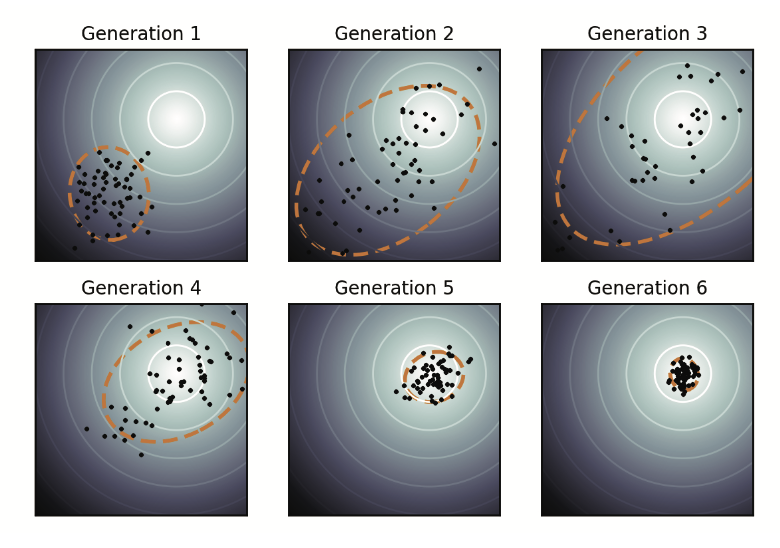 Generation 1
Generation 2
Generation 3
Generation 4
Generation 5
Generation 6